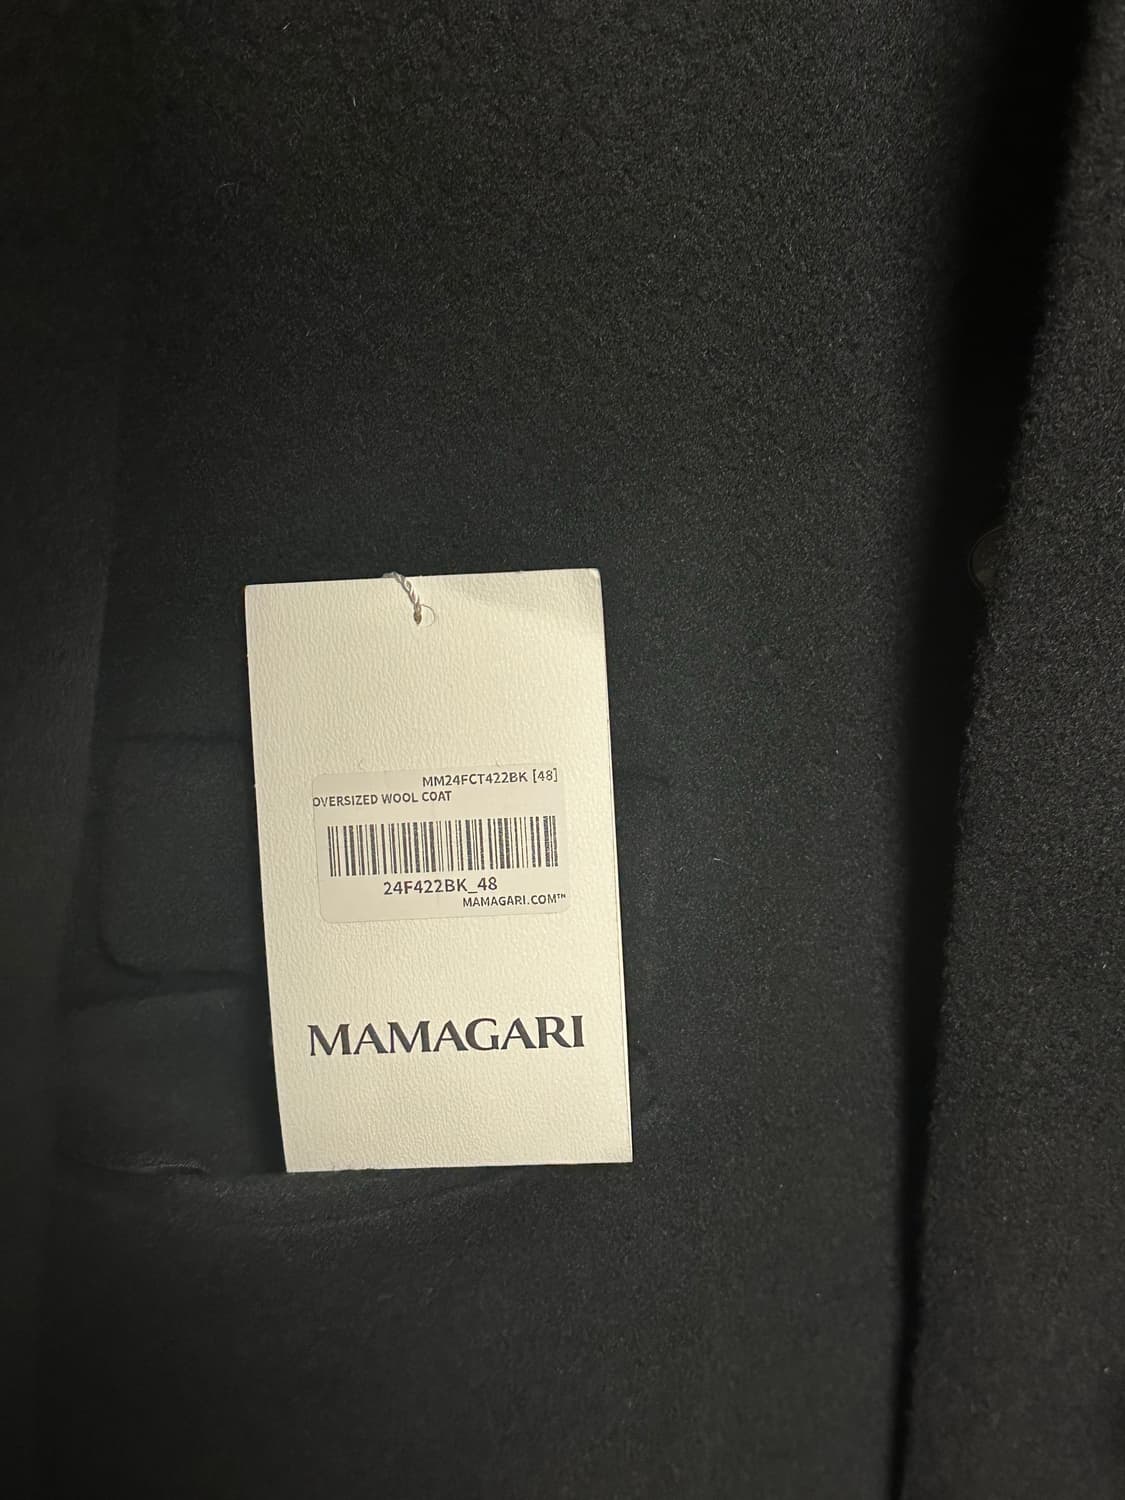 MM24FCT422BK [48]
OVERSIZED WOOL COAT
24F422BK_48
MAMAGARI.COM™
MAMAGARI